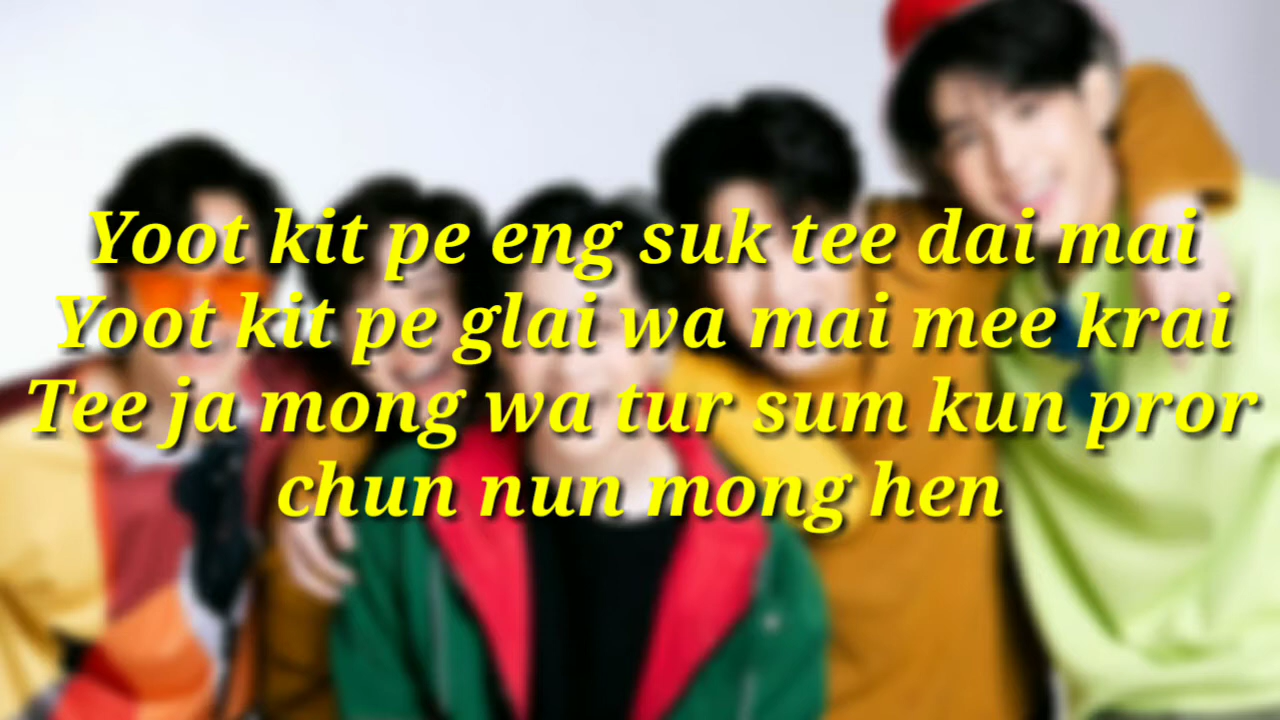 Yoot kit pe eng suk tee dai mai
Yoot kit pe glai wa mai mee krai
Tee ja mong wa tur sum kun pror
chun nun mong hen